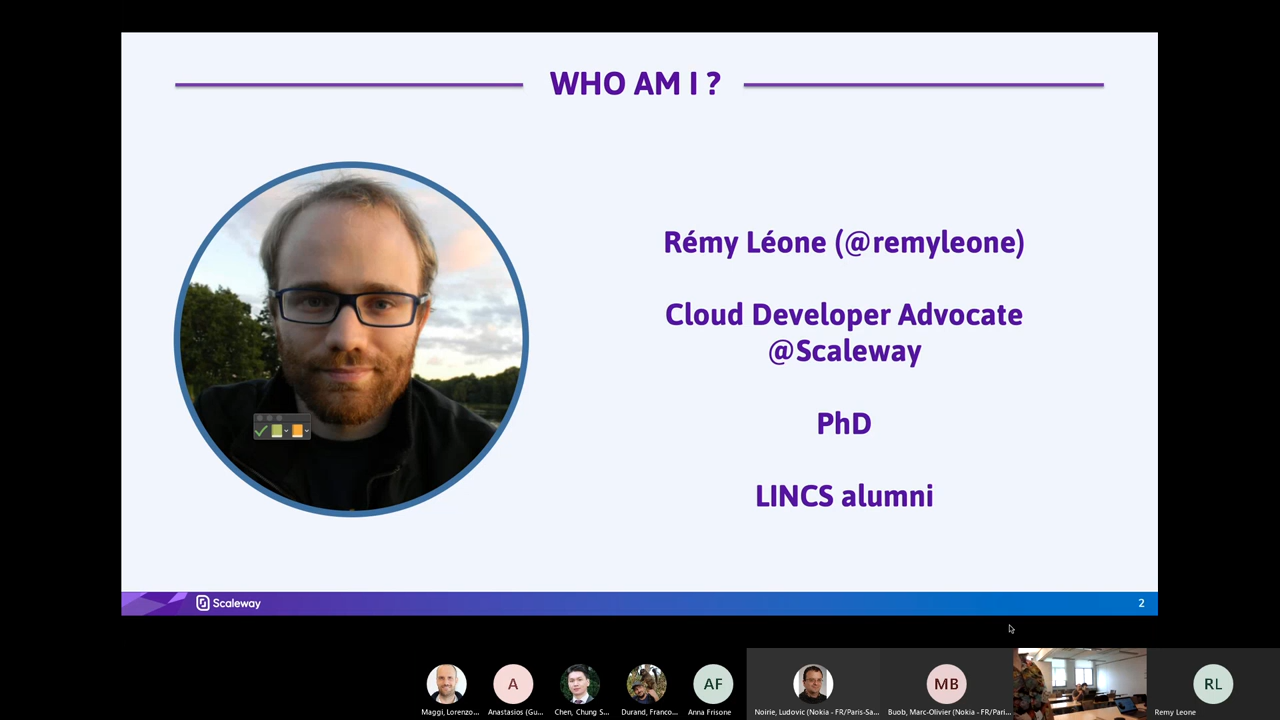 WHO AM I ?
Rémy Léone (@remyleone)
Cloud Developer Advocate
@Scaleway
PhD
LINCS alumni
Scaleway
2
A
AF
MB
RL
Maggi, Lorenzo...
Anastasios (Gu...
Chen, Chung S...
Durand, Franco...
Anna Frisone
Noirie, Ludovic (Nokia - FR/Paris-Sa...
Buob, Marc-Olivier (Nokia - FR/Pari...
Remy Leone